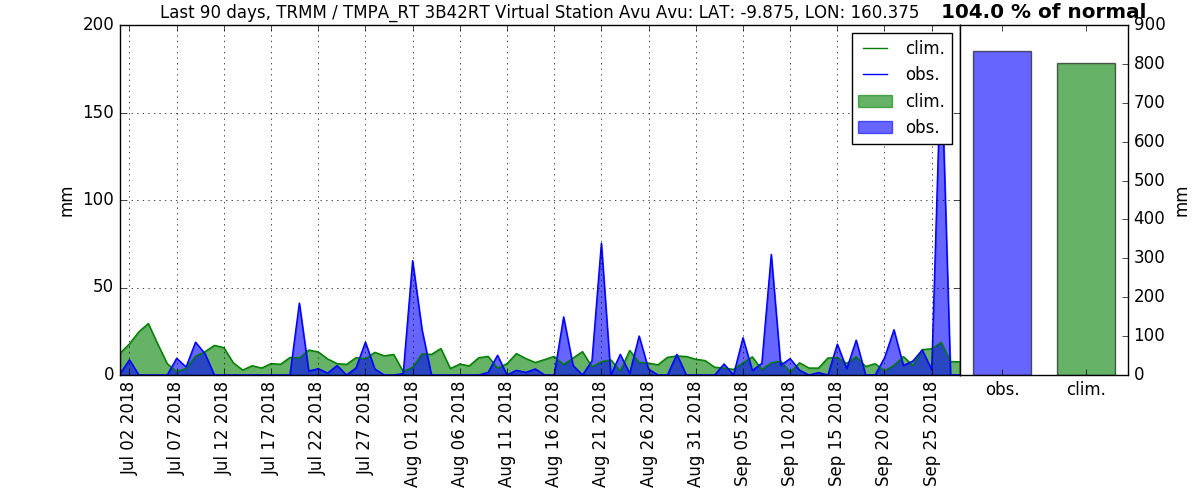 Last 90 days, TRMM / TMPA_RT 3B42RT Virtual Station Avu Avu: LAT: -9.875, LON: 160.375
104.0 % of normal
200
150
100
50
0
mm
clim.
obs.
clim.
obs.
900
800
700
600
500
400
300
200
100
0
mm
Jul 02 2018
Jul 07 2018
Jul 12 2018
Jul 17 2018
Jul 22 2018
Jul 27 2018
Aug 01 2018
Aug 06 2018
Aug 11 2018
Aug 16 2018
Aug 21 2018
Aug 26 2018
Aug 31 2018
Sep 05 2018
Sep 10 2018
Sep 15 2018
Sep 20 2018
Sep 25 2018
obs.
clim.